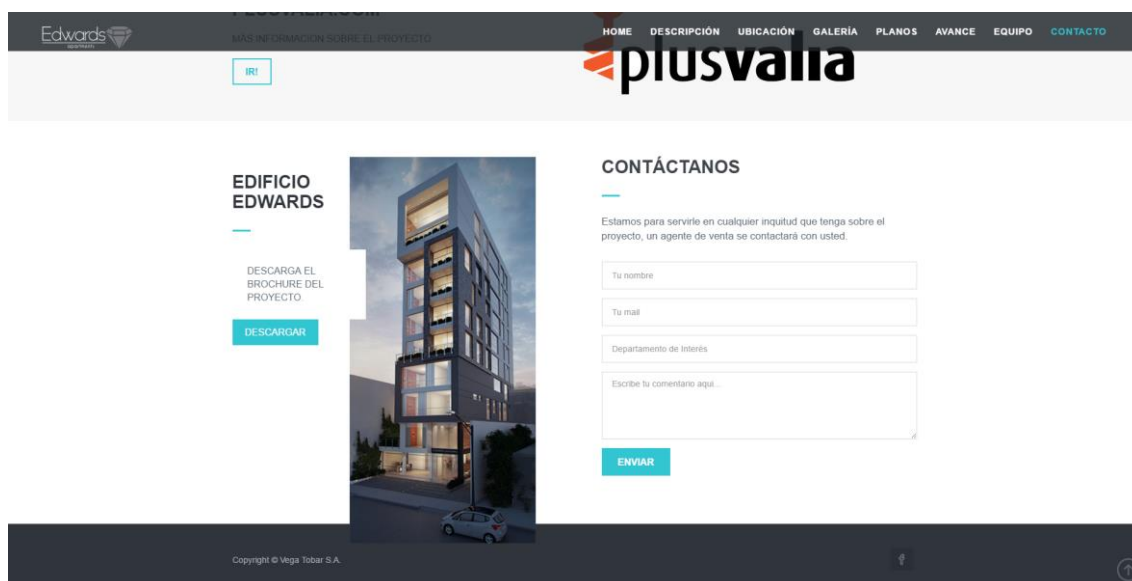 Edwards
apartments
HOME DESCRIPCIÓN UBICACIÓN GALERÍA PLANOS AVANCE EQUIPO CONTACTO
PLUSVALIA.COM
MÁS INFORMACIÓN SOBRE EL PROYECTO
IR!
plusvalia
EDIFICIO
EDWARDS
DESCARGA EL
BROCHURE DEL
PROYECTO.
DESCARGAR
CONTÁCTANOS
Estamos para servirle en cualquier inquitud que tenga sobre el
proyecto, un agente de venta se contactará con usted.
Tu nombre
Tu mail
Departamento de Interés
Escribe tu comentario aqui...
ENVIAR
Copyright © Vega Tobar S.A.